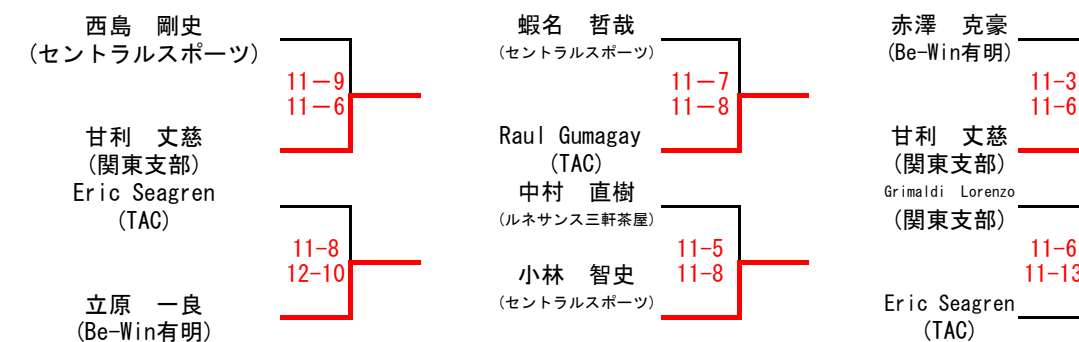 西島　剛史
(セントラルスポーツ)
11－9
11－6
甘利　丈慈
(関東支部)
Eric Seagren
(TAC)
11-8
12-10
立原　一良
(Be-Win有明)
蝦名　哲哉
(セントラルスポーツ)
11－7
11－8
Raul Gumagay
(TAC)
中村　直樹
(ルネサンス三軒茶屋)
11-5
11-8
小林　智史
(セントラルスポーツ)
赤澤　克豪
(Be-Win有明)
11-3
11-6
甘利　丈慈
(関東支部)
Grimaldi Lorenzo
(関東支部)
11-6
11-13
Eric Seagren
(TAC)